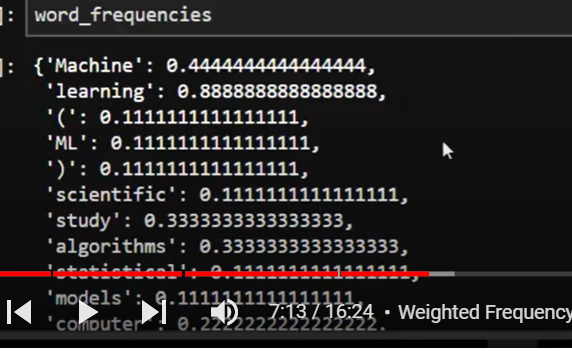 ]: word_frequencies
]: {'Machine': 0.4444444444444444,
'learning': 0.8888888888888888,
'(': 0.1111111111111111,
'ML': 0.1111111111111111,
')': 0.1111111111111111,
'scientific': 0.1111111111111111,
'study': 0.3333333333333333,
'algorithms': 0.3333333333333333,
'statistical': 0.1111111111111111,
'models': 0.1111111111111111,
7:13 / 16:24 • Weighted Frequency
'computer': 0.2222222222222222,